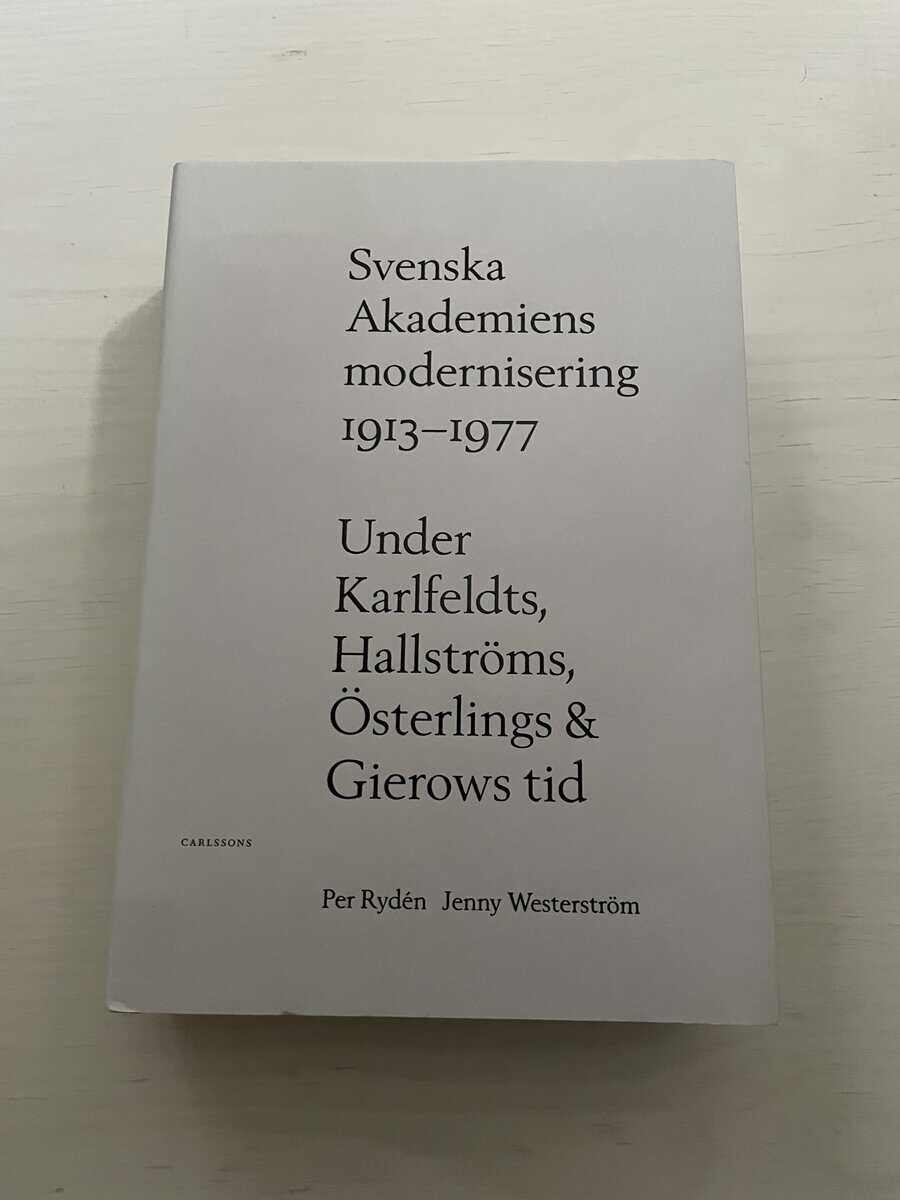 Svenska
Akademiens
modernisering
1913–1977
Under
Karlfeldts,
Hallströms,
Österlings &
Gierows tid
CARLSSONS
Per Rydén Jenny Westerström